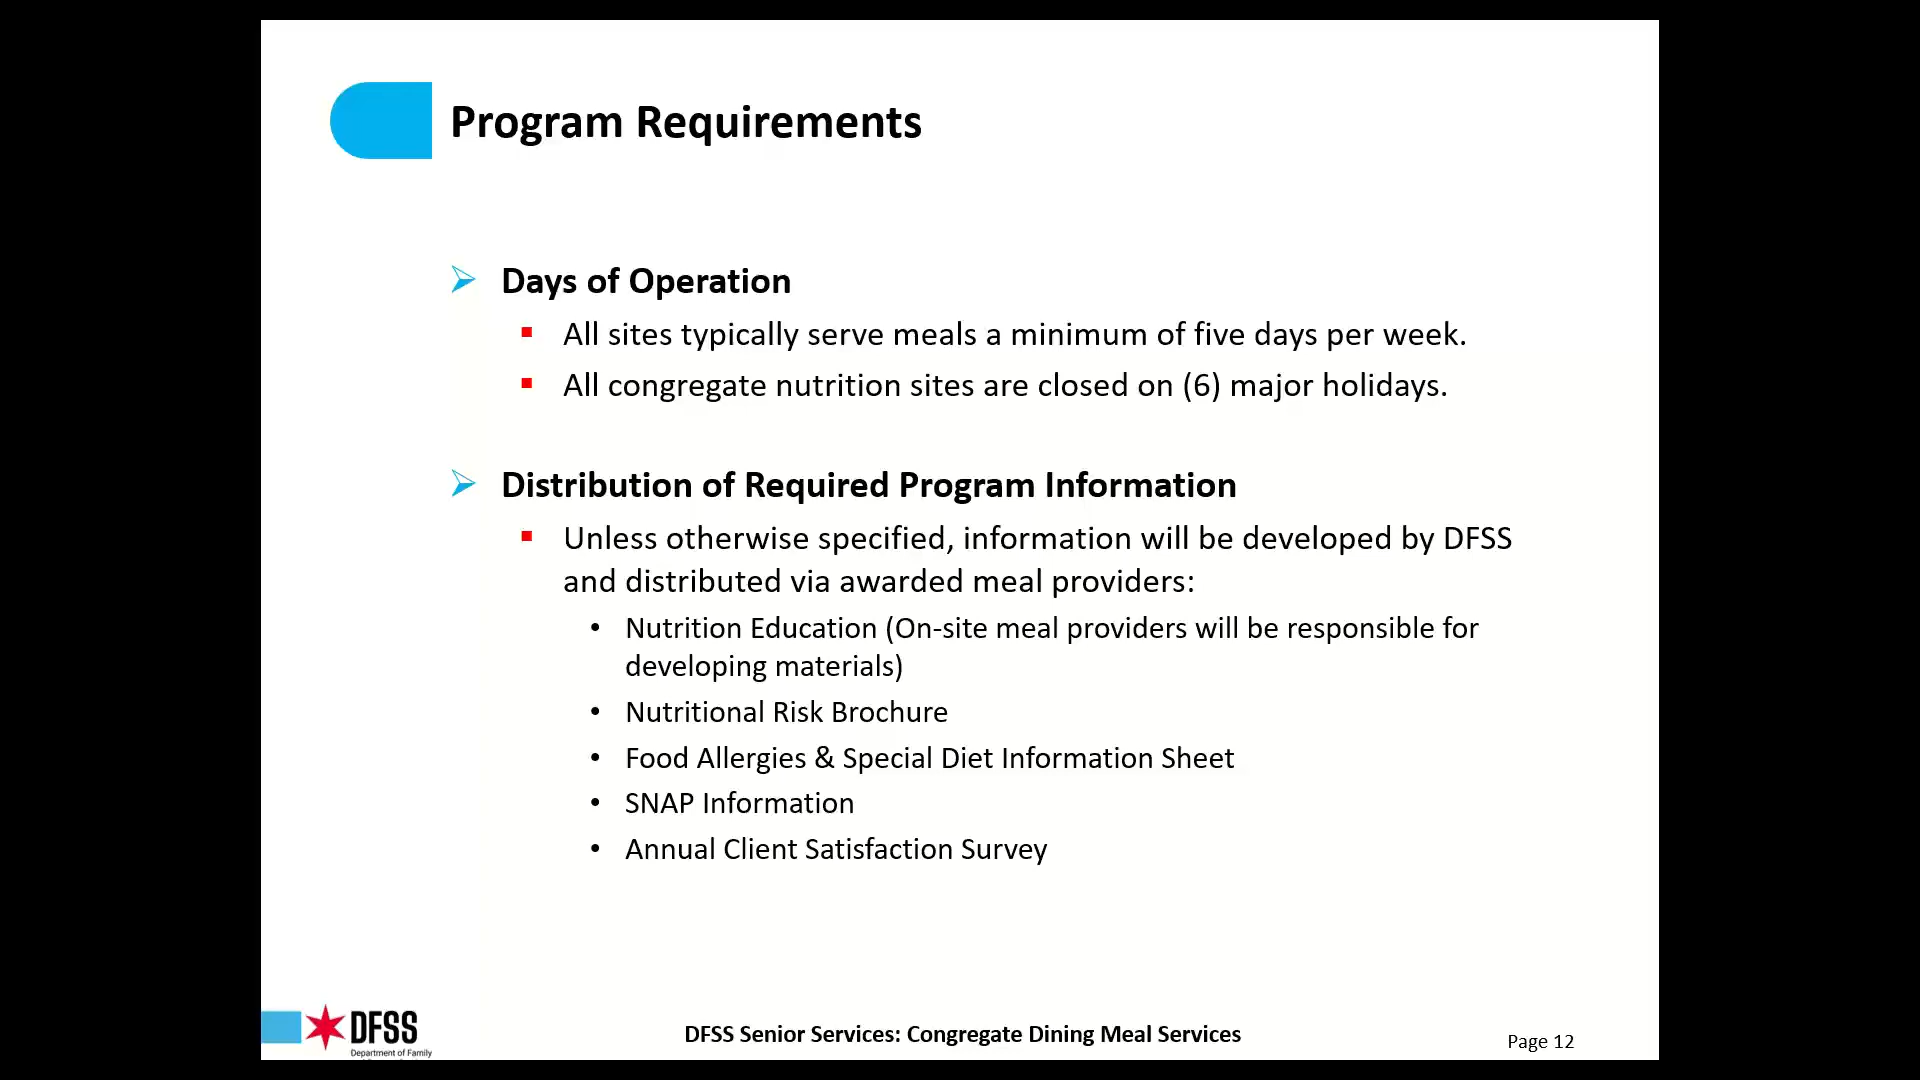 Program Requirements
Days of Operation
All sites typically serve meals a minimum of five days per week.
All congregate nutrition sites are closed on (6) major holidays.
Distribution of Required Program Information
Unless otherwise specified, information will be developed by DFSS
and distributed via awarded meal providers:
• Nutrition Education (On-site meal providers will be responsible for
developing materials)
• Nutritional Risk Brochure
• Food Allergies & Special Diet Information Sheet
• SNAP Information
• Annual Client Satisfaction Survey
DFSS
Department of Family
DFSS Senior Services: Congregate Dining Meal Services
Page 12